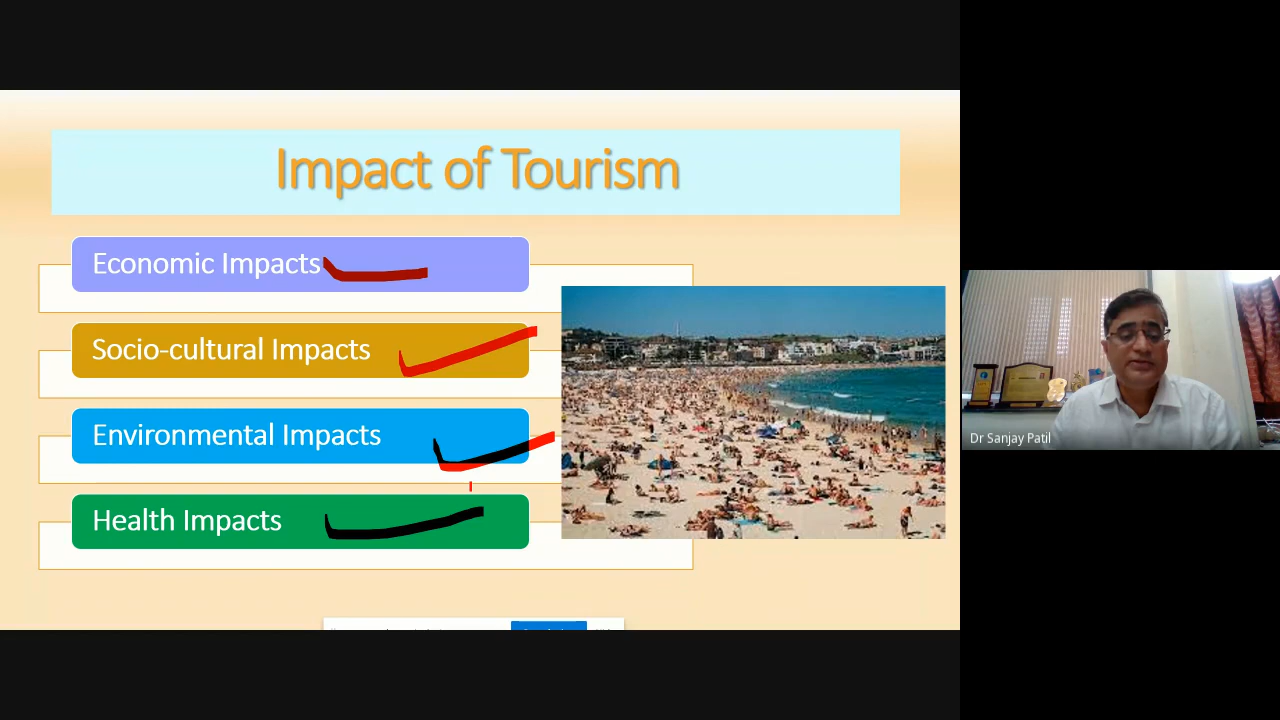 Impact of Tourism
Economic Impacts
Socio-cultural Impacts
Environmental Impacts
Health Impacts
Dr Sanjay Patil